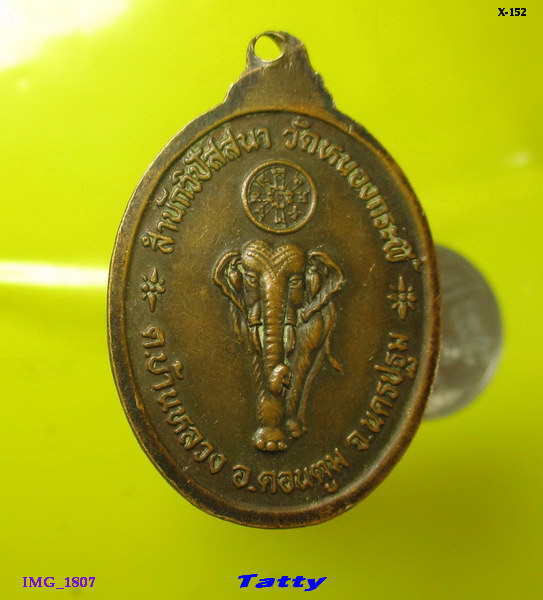 X-152
สำนักวิปัสสนา วัดหนองกระพี้
ต.บ้านหลวง อ.ดอนตูม จ.นครปฐม
IMG_1807
Tatty